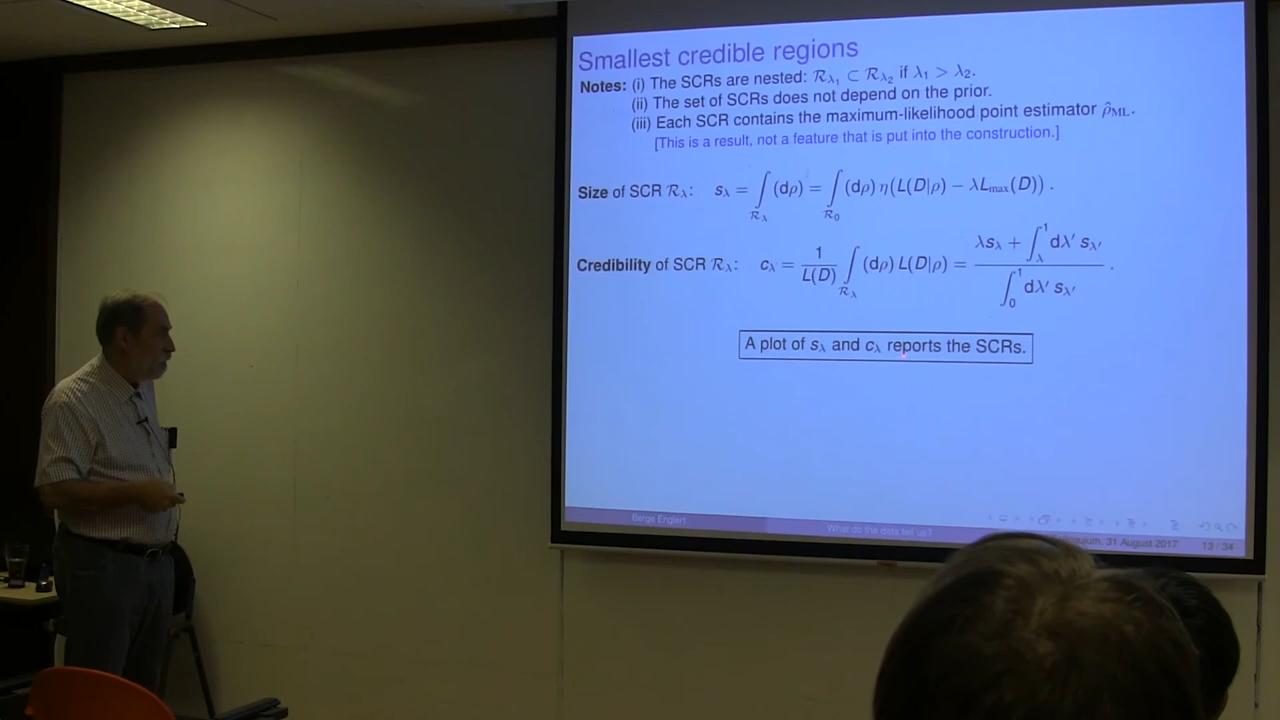 Smallest credible regions
Notes: (i) The SCRs are nested: ℛ_λ₁ ⊂ ℛ_λ₂ if λ₁ > λ₂.
(ii) The set of SCRs does not depend on the prior.
(iii) Each SCR contains the maximum-likelihood point estimator ρ̂_ML.
[This is a result, not a feature that is put into the construction.]
Size of SCR ℛ_λ: s_λ = ∫_{ℛ_λ} (dρ) = ∫_{ℛ₀} (dρ) η(L(D|ρ) − λL_max(D)) .
Credibility of SCR ℛ_λ: c_λ = 1/L(D) ∫_{ℛ_λ} (dρ) L(D|ρ) = (λs_λ + ∫_λ^1 dλ′ s_λ′) / (∫_0^1 dλ′ s_λ′) .
A plot of s_λ and c_λ reports the SCRs.
Berge Englert What do the data tell us? 31 August 2017 13 / 34